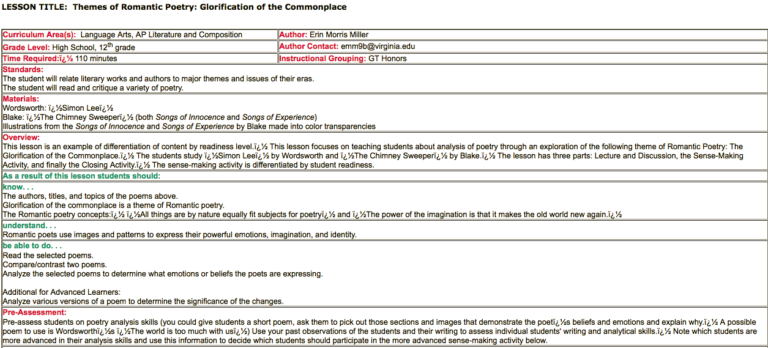 LESSON TITLE:  Themes of Romantic Poetry: Glorification of the Commonplace
Curriculum Area(s):  Language Arts, AP Literature and Composition
Author: Erin Morris Miller
Grade Level: High School, 12th grade
Author Contact: emm9b@virginia.edu
Time Required:ï¿½ 110 minutes
Instructional Grouping: GT Honors
Standards:
The student will relate literary works and authors to major themes and issues of their eras.
The student will read and critique a variety of poetry.
Materials:
Wordsworth: ï¿½Simon Leeï¿½
Blake: ï¿½The Chimney Sweeperï¿½ (both Songs of Innocence and Songs of Experience)
Illustrations from the Songs of Innocence and Songs of Experience by Blake made into color transparencies
Overview:
This lesson is an example of differentiation of content by readiness level.ï¿½ This lesson focuses on teaching students about analysis of poetry through an exploration of the following theme of Romantic Poetry: The
Glorification of the Commonplace.ï¿½ The students study ï¿½Simon Leeï¿½ by Wordsworth and ï¿½The Chimney Sweeperï¿½ by Blake.ï¿½ The lesson has three parts: Lecture and Discussion, the Sense-Making
Activity, and finally the Closing Activity.ï¿½ The sense-making activity is differentiated by student readiness.
As a result of this lesson students should:
know. . .
The authors, titles, and topics of the poems above.
Glorification of the commonplace is a theme of Romantic poetry.
The Romantic poetry concepts:ï¿½ ï¿½All things are by nature equally fit subjects for poetryï¿½ and ï¿½The power of the imagination is that it makes the old world new again.ï¿½
understand. . .
Romantic poets use images and patterns to express their powerful emotions, imagination, and identity.
be able to do. . .
Read the selected poems.
Compare/contrast two poems.
Analyze the selected poems to determine what emotions or beliefs the poets are expressing.
Additional for Advanced Learners:
Analyze various versions of a poem to determine the significance of the changes.
Pre-Assessment:
Pre-assess students on poetry analysis skills (you could give students a short poem, ask them to pick out those sections and images that demonstrate the poetï¿½s beliefs and emotions and explain why.ï¿½ A possible
poem to use is Wordsworthï¿½s ï¿½The world is too much with usï¿½) Use your past observations of the students and their writing to assess individual students' writing and analytical skills.ï¿½ Note which students are
more advanced in their analysis skills and use this information to decide which students should participate in the more advanced sense-making activity below.